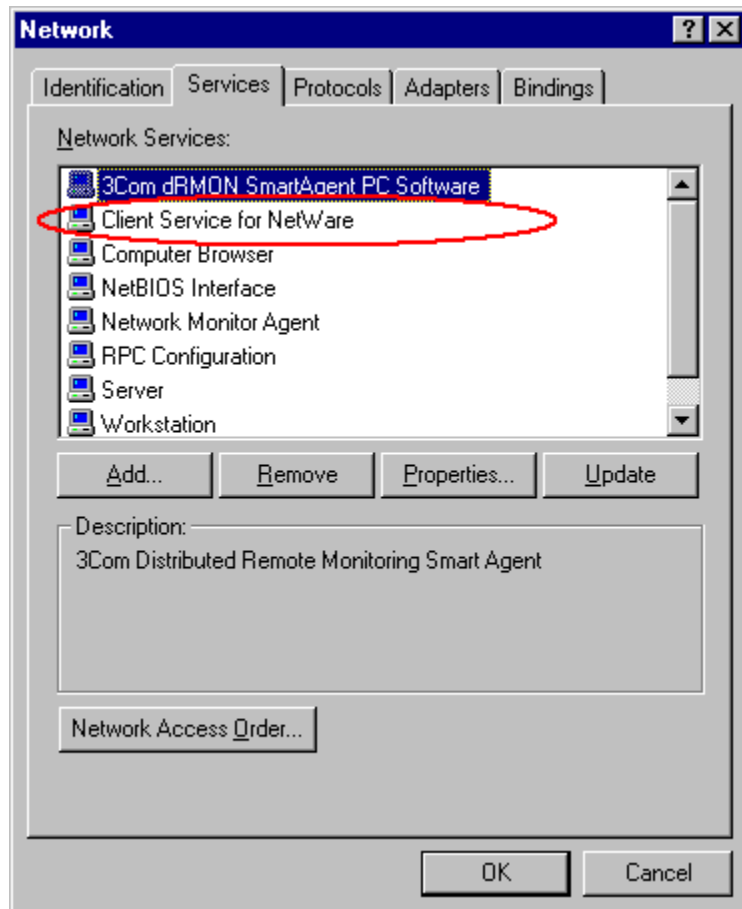 Network
Identification Services Protocols Adapters Bindings
Network Services:
3Com dRMON SmartAgent PC Software
Client Service for NetWare
Computer Browser
NetBIOS Interface
Network Monitor Agent
RPC Configuration
Server
Workstation
Add... Remove Properties... Update
Description:
3Com Distributed Remote Monitoring Smart Agent
Network Access Order...
OK Cancel